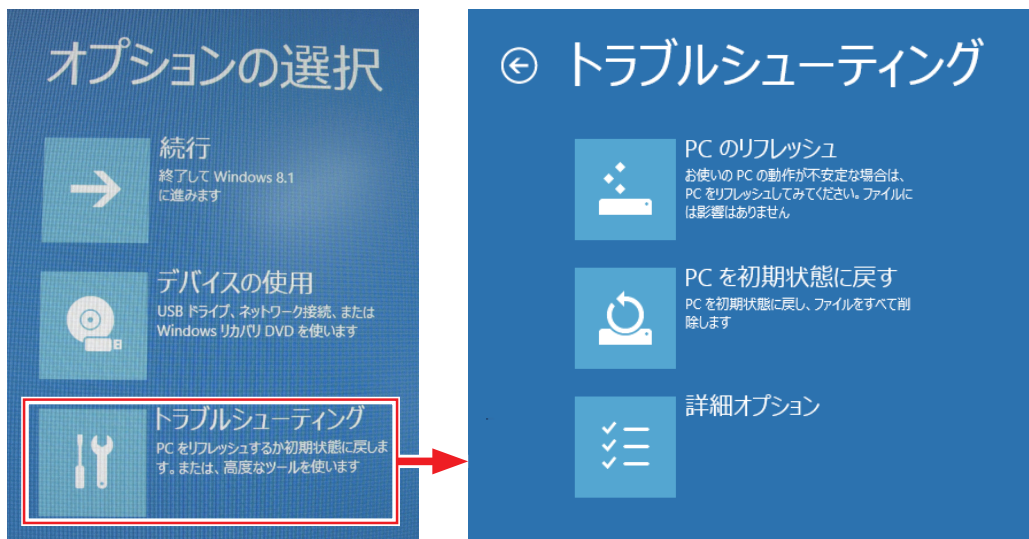 オプションの選択
続行
終了して Windows 8.1
に進みます
デバイスの使用
USB ドライブ、ネットワーク接続、または
Windows リカバリ DVD を使います
トラブルシューティング
PC をリフレッシュするか初期状態に戻しま
す。または、高度なツールを使います
トラブルシューティング
PC のリフレッシュ
お使いの PC の動作が不安定な場合は、
PC をリフレッシュしてみてください。ファイルに
は影響はありません
PC を初期状態に戻す
PC を初期状態に戻し、ファイルをすべて削
除します
詳細オプション